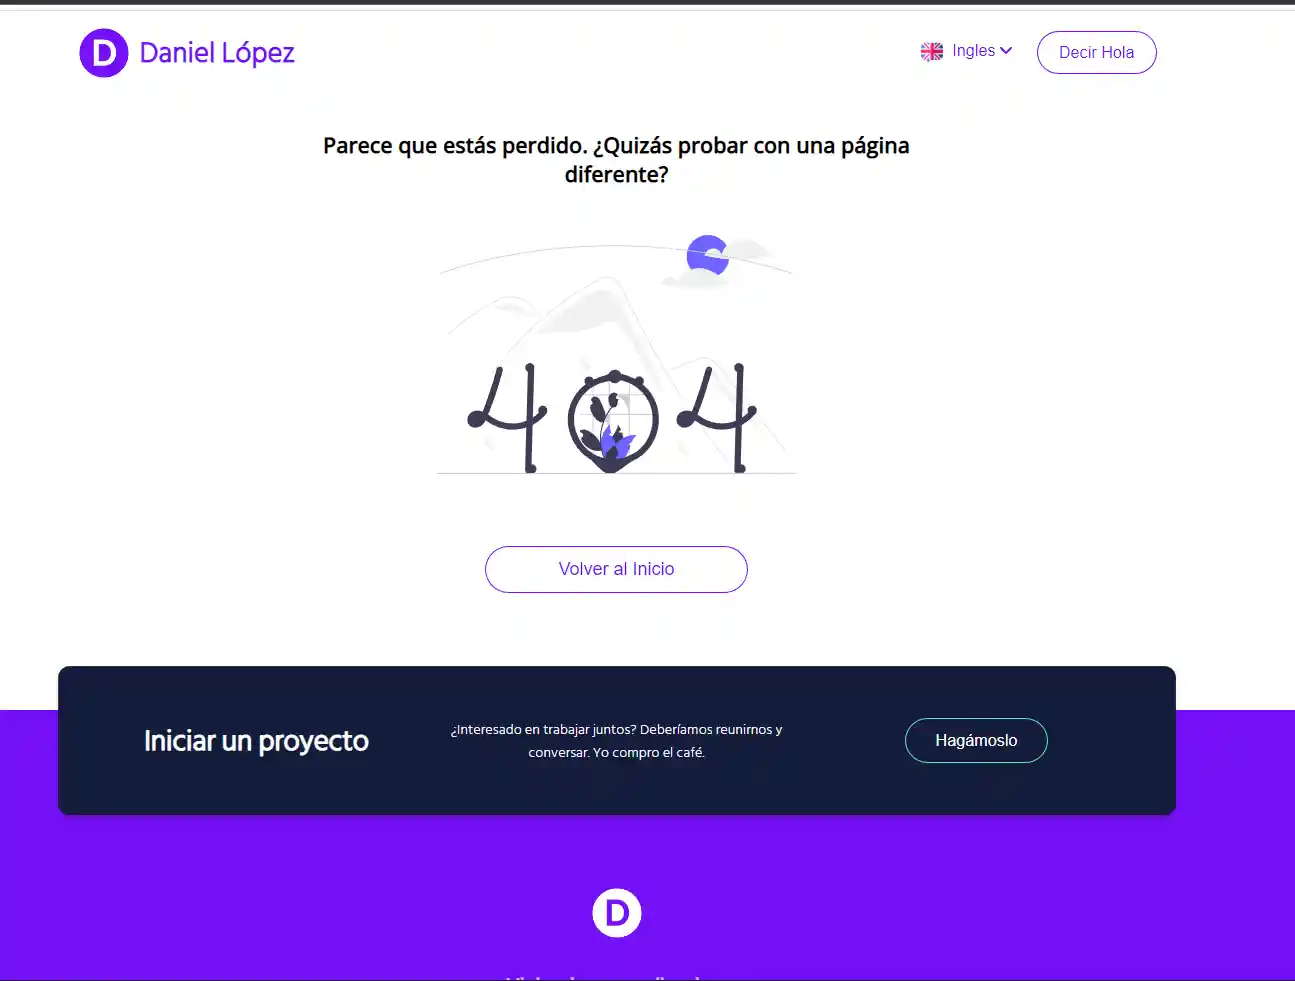 D Daniel López
Ingles
Decir Hola
Parece que estás perdido. ¿Quizás probar con una página
diferente?
404
Volver al Inicio
Iniciar un proyecto
¿Interesado en trabajar juntos? Deberíamos reunirnos y
conversar. Yo compro el café.
Hagámoslo
D